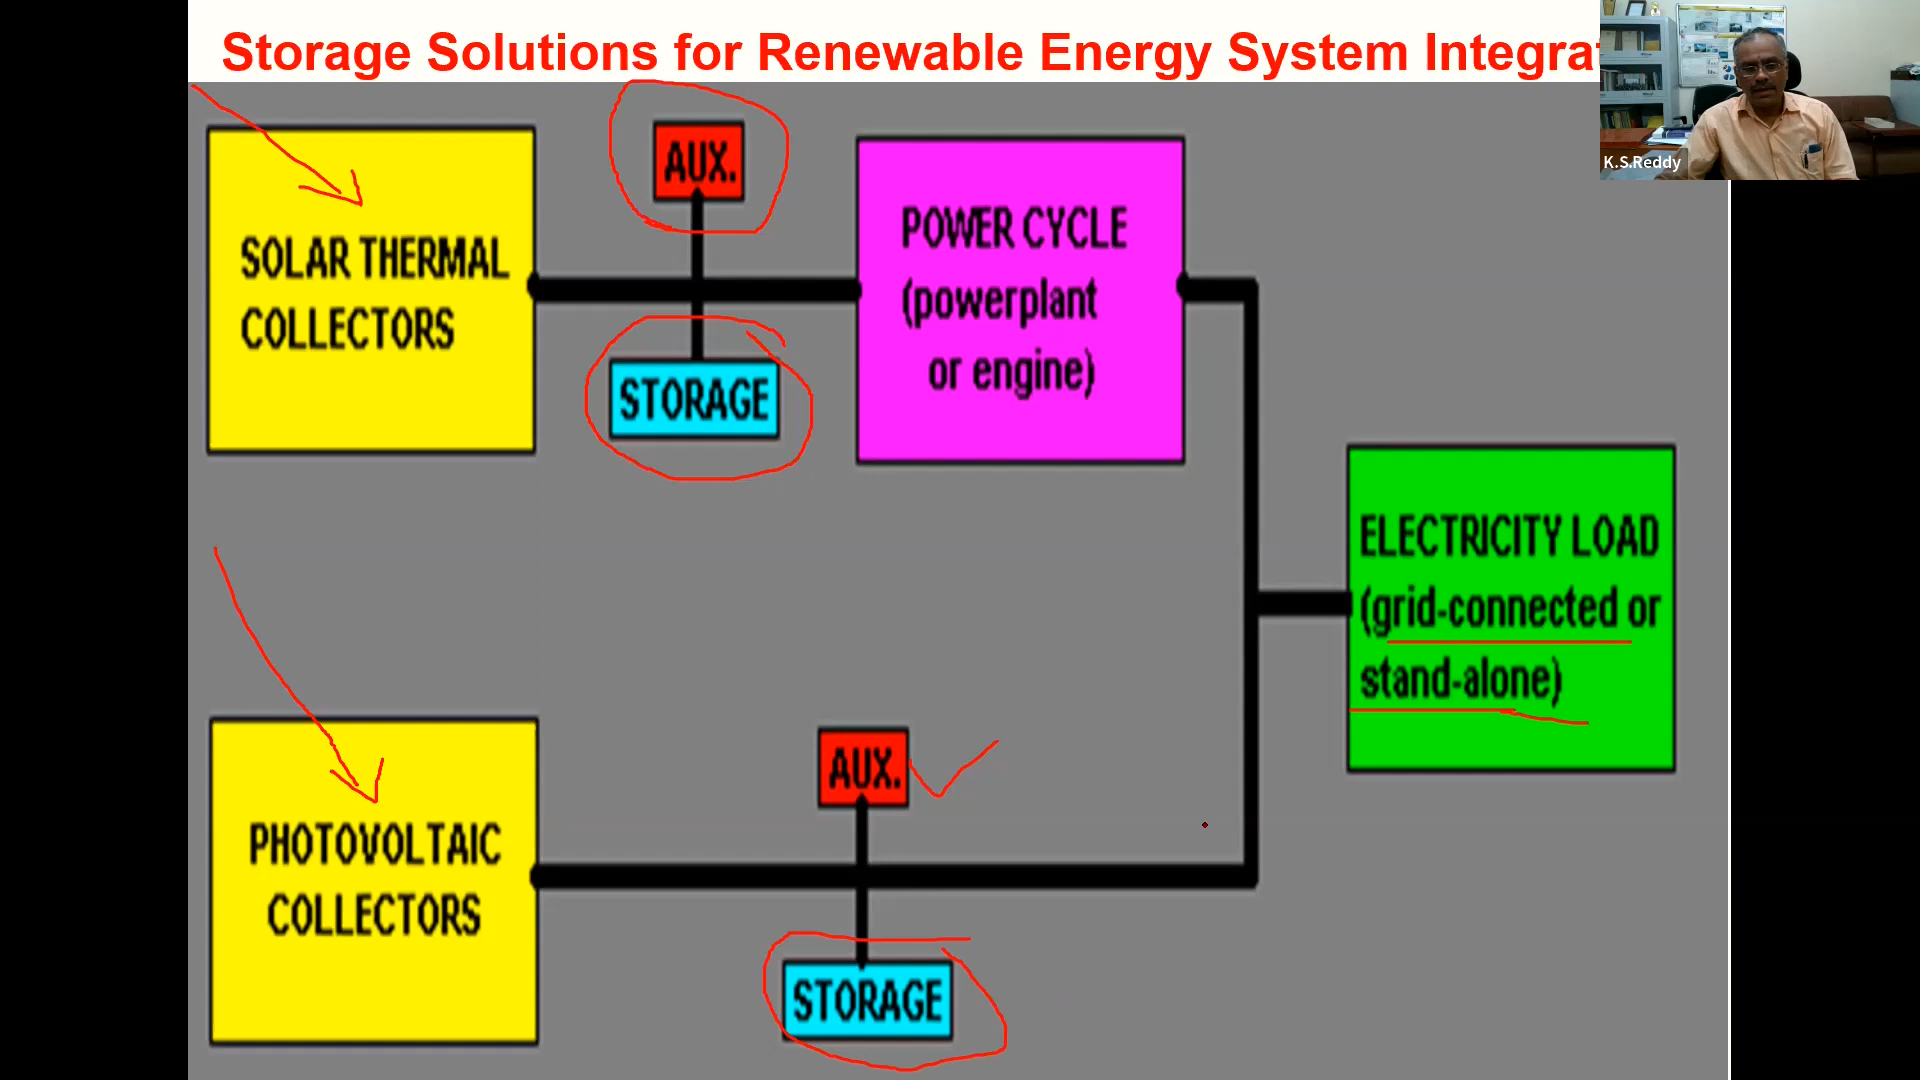 Storage Solutions for Renewable Energy System Integra
K.S.Reddy
AUX.
SOLAR THERMAL
COLLECTORS
STORAGE
POWER CYCLE
(powerplant
or engine)
ELECTRICITY LOAD
(grid-connected or
stand-alone)
AUX.
PHOTOVOLTAIC
COLLECTORS
STORAGE